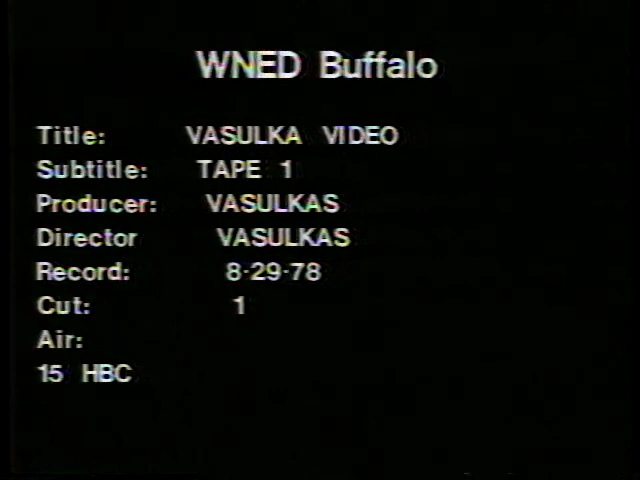 WNED Buffalo
Title: VASULKA VIDEO
Subtitle: TAPE 1
Producer: VASULKAS
Director VASULKAS
Record: 8-29-78
Cut: 1
Air:
15 HBC